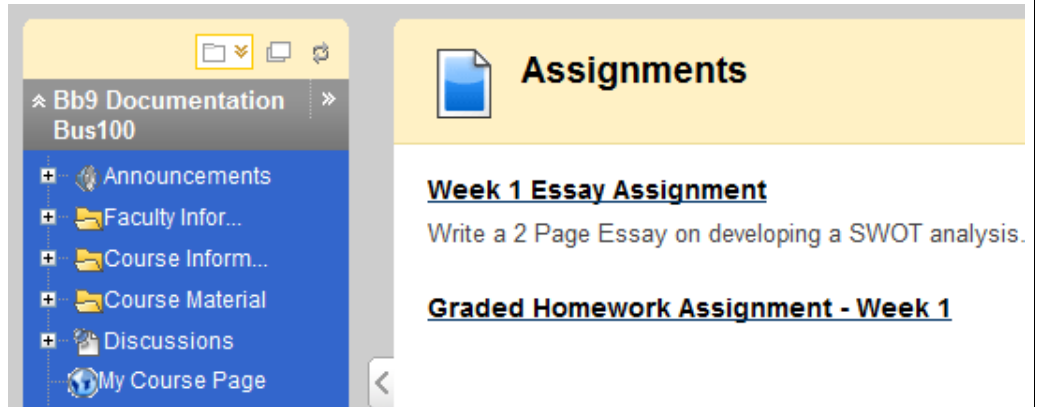 Bb9 Documentation
Bus100
Announcements
Faculty Infor...
Course Inform...
Course Material
Discussions
My Course Page
Assignments
Week 1 Essay Assignment
Write a 2 Page Essay on developing a SWOT analysis.
Graded Homework Assignment - Week 1